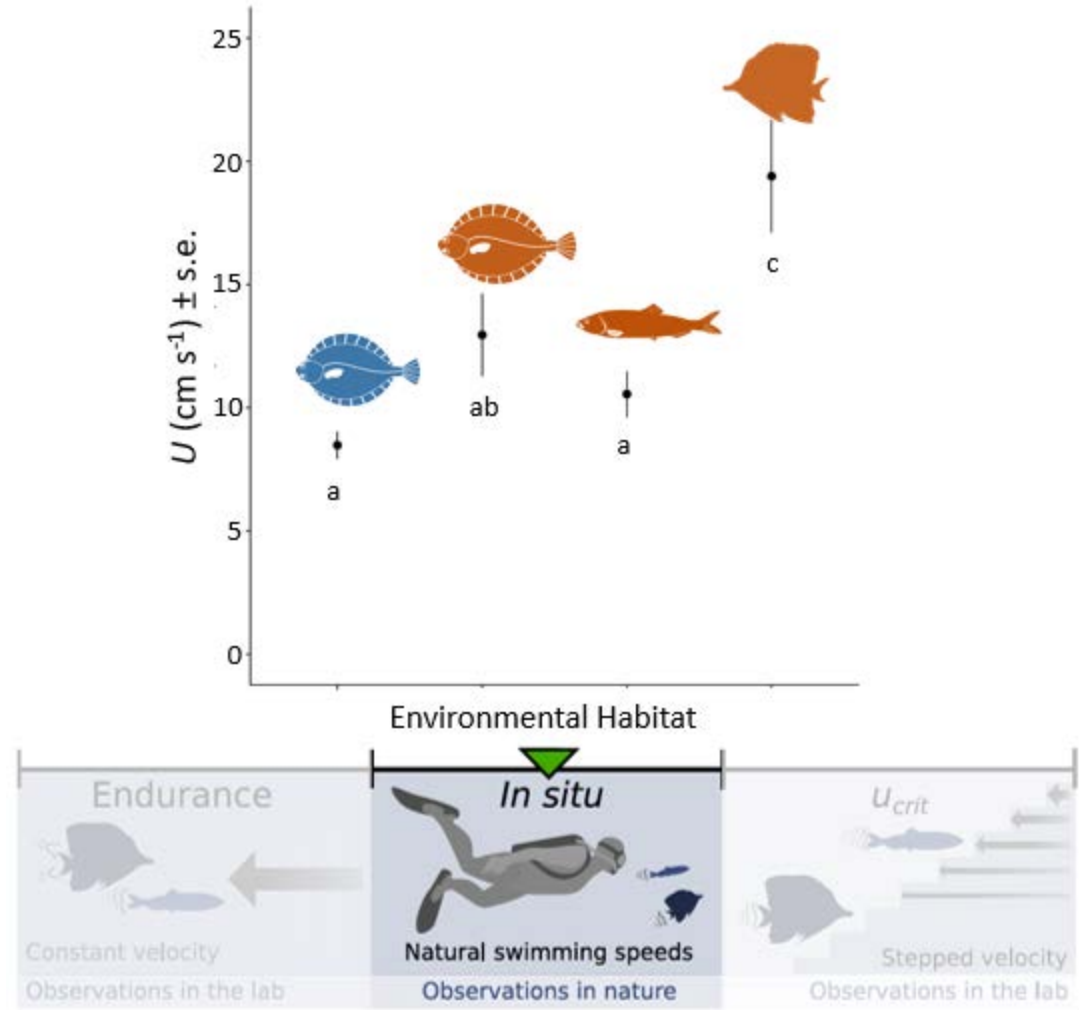 25
20
15
10
5
0
U (cm s⁻¹) ± s.e.
a
ab
a
c
Environmental Habitat
Endurance
In situ
u_crit
Constant velocity
Natural swimming speeds
Stepped velocity
Observations in the lab
Observations in nature
Observations in the lab